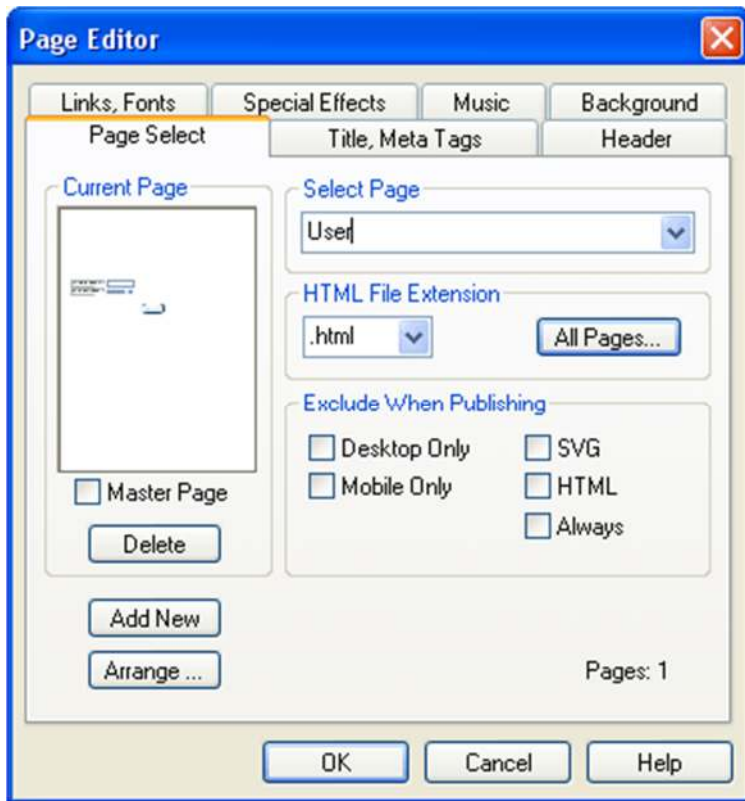 Page Editor
Links, Fonts Special Effects Music Background
Page Select Title, Meta Tags Header
Current Page
Select Page
User
HTML File Extension
.html All Pages...
Exclude When Publishing
Desktop Only SVG
Mobile Only HTML
Always
Master Page
Delete
Add New
Arrange ...
Pages: 1
OK Cancel Help